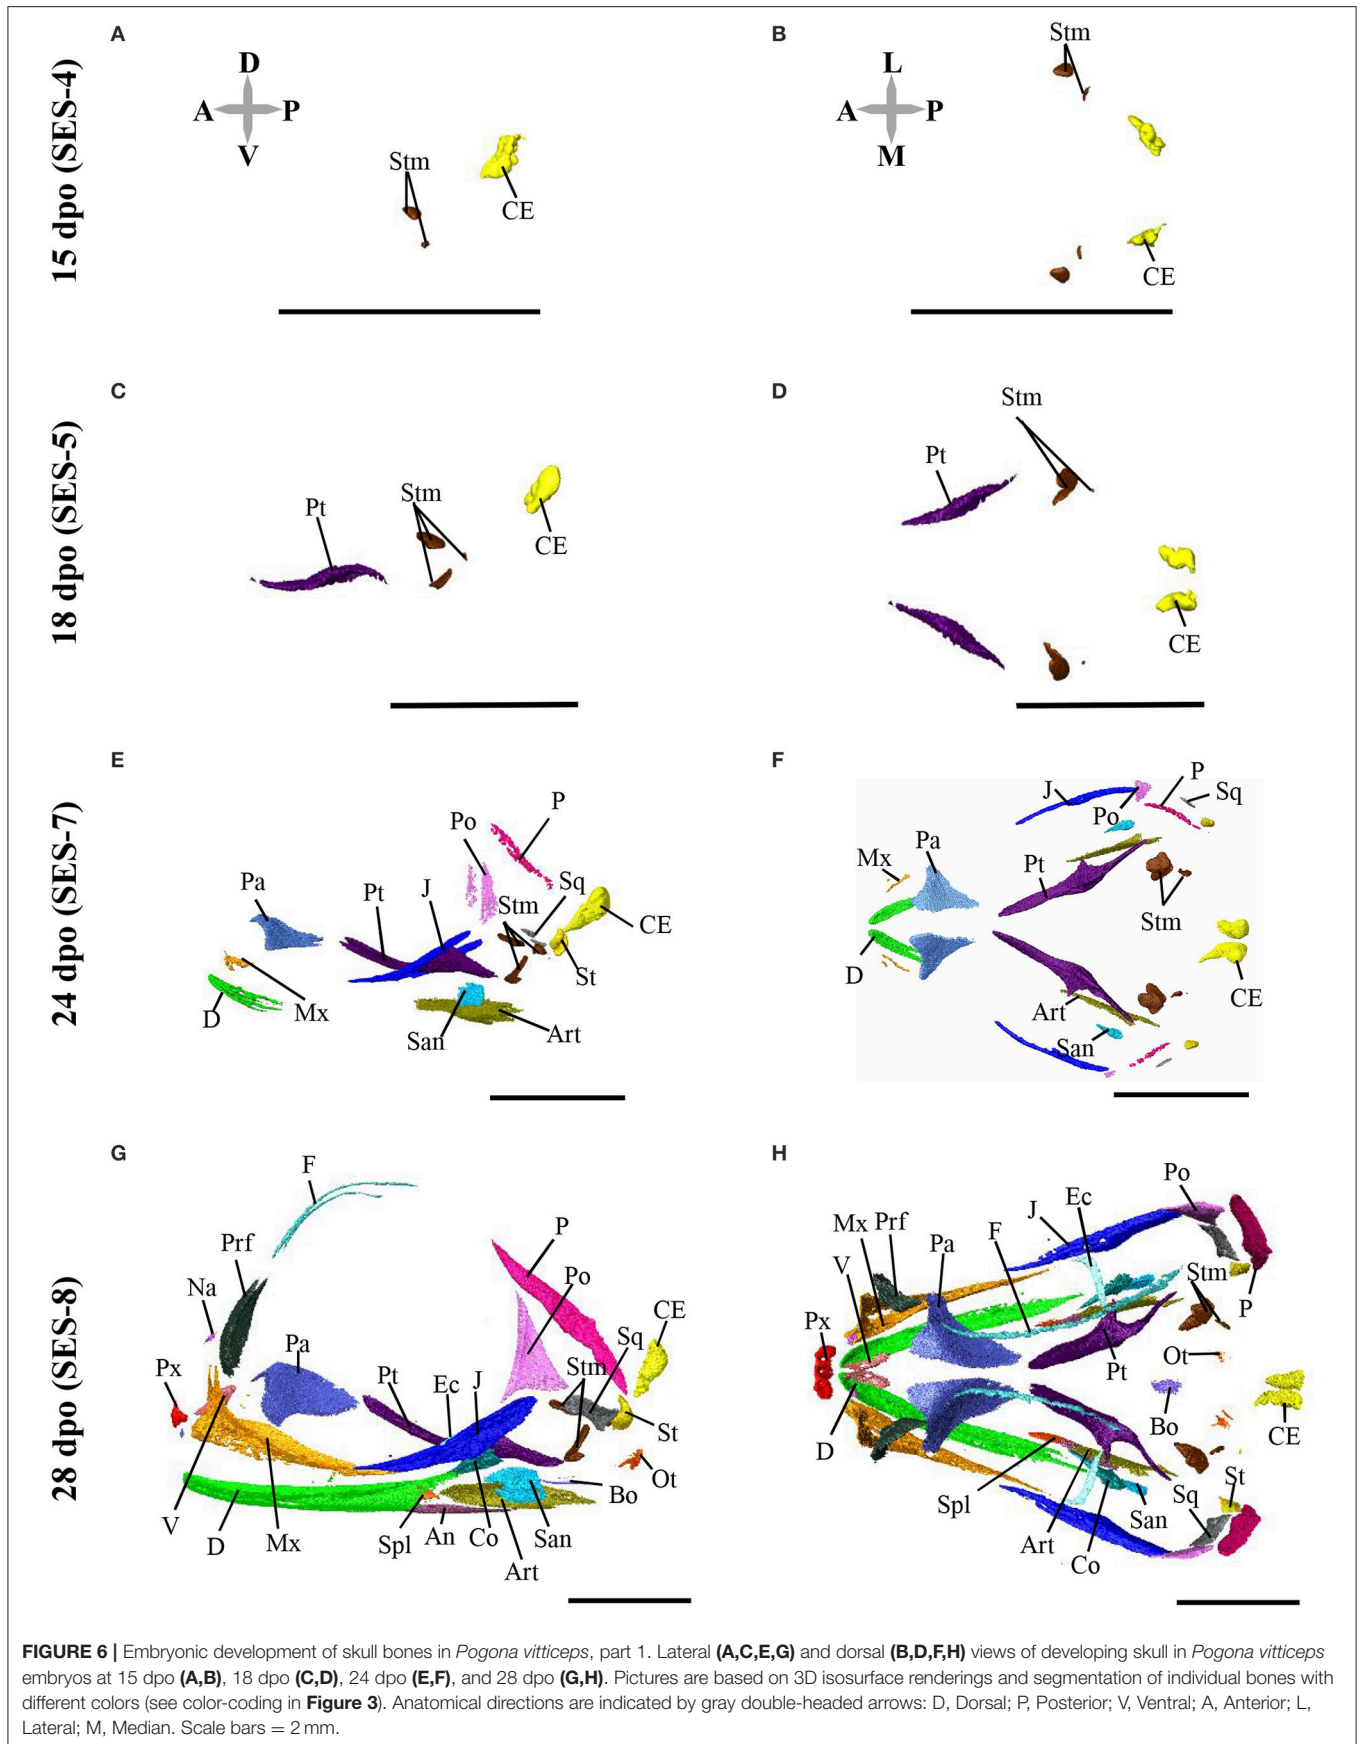 A
B
15 dpo (SES-4)
D
A P
V
Stm
CE
L
A P
M
Stm
CE
C
D
18 dpo (SES-5)
Pt
Stm
CE
Stm
Pt
CE
E
F
24 dpo (SES-7)
P
Po
Pa
Pt
J
Stm
Sq
CE
St
D
Mx
San
Art
P
J
Sq
Po
Mx
Pa
Pt
Stm
D
Art
San
CE
G
H
28 dpo (SES-8)
F
Prf
P
Na
Po
CE
Pa
Sq
Px
Pt
Ec
J
Stm
St
Ot
V
D
Mx
Spl
An
Co
San
Bo
Art
Po
Ec
J
Mx
Prf
F
V
Pa
Stm
P
Px
Pt
Ot
Bo
D
CE
Spl
St
Sq
San
Art
Co
FIGURE 6 | Embryonic development of skull bones in Pogona vitticeps, part 1. Lateral (A,C,E,G) and dorsal (B,D,F,H) views of developing skull in Pogona vitticeps
embryos at 15 dpo (A,B), 18 dpo (C,D), 24 dpo (E,F), and 28 dpo (G,H). Pictures are based on 3D isosurface renderings and segmentation of individual bones with
different colors (see color-coding in Figure 3). Anatomical directions are indicated by gray double-headed arrows: D, Dorsal; P, Posterior; V, Ventral; A, Anterior; L,
Lateral; M, Median. Scale bars = 2 mm.